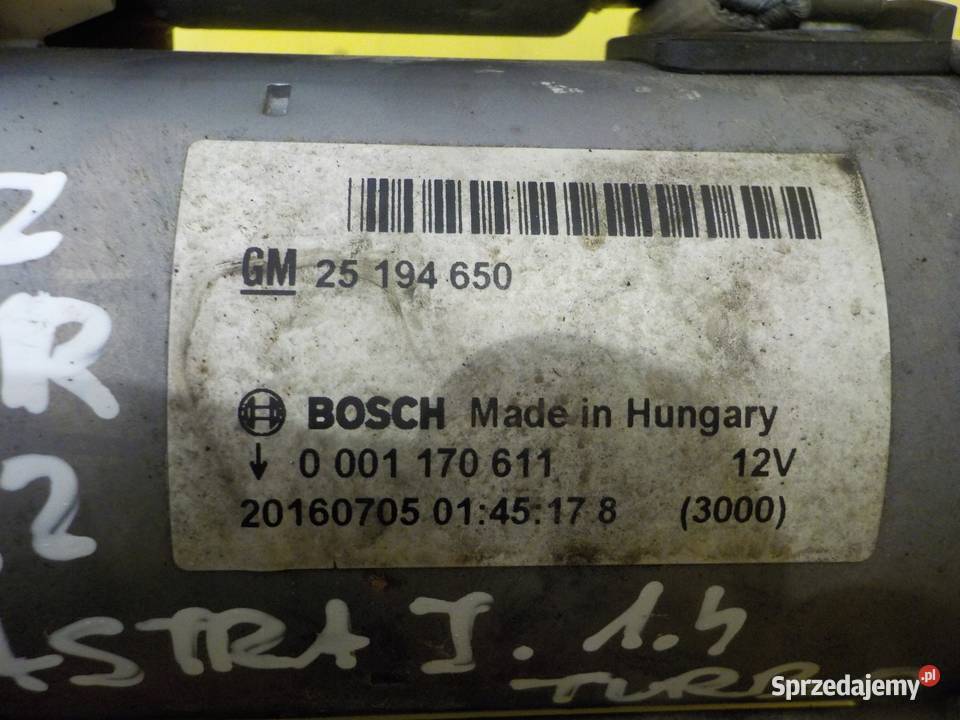 GM 25 194 650
BOSCH Made in Hungary
↓ 0 001 170 611 12V
20160705 01:45:17 8 (3000)
Z
R
2
ASTRA J. 1.4
Sprzedajemy.pl